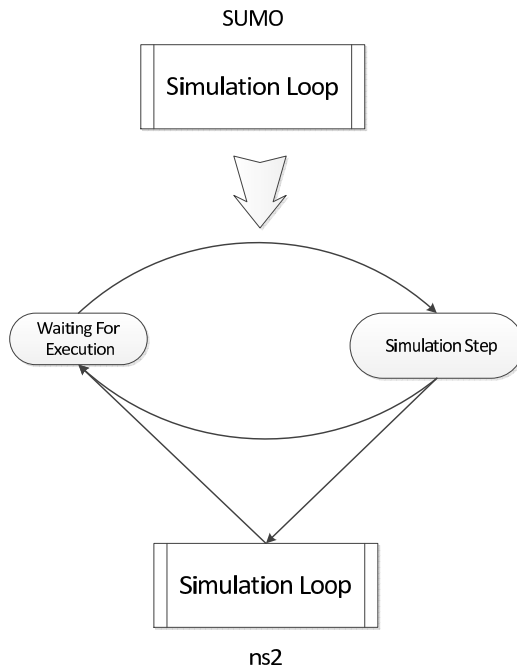 SUMO
Simulation Loop
Waiting For
Execution
Simulation Step
Simulation Loop
ns2